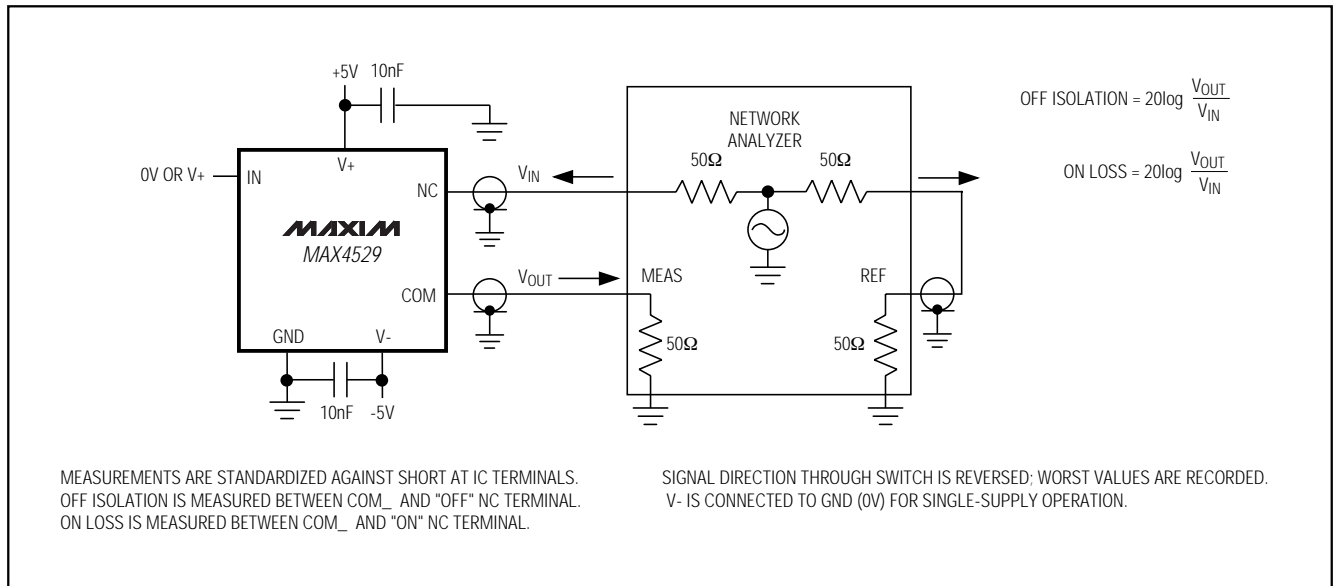 +5V 10nF
OFF ISOLATION = 20log VOUT
VIN
NETWORK
ANALYZER
50Ω 50Ω
ON LOSS = 20log VOUT
VIN
0V OR V+
IN
V+
NC
VIN
MAXIM
MAX4529
COM
VOUT
MEAS
REF
GND V-
50Ω 50Ω
10nF -5V
MEASUREMENTS ARE STANDARDIZED AGAINST SHORT AT IC TERMINALS.
OFF ISOLATION IS MEASURED BETWEEN COM_ AND "OFF" NC TERMINAL.
ON LOSS IS MEASURED BETWEEN COM_ AND "ON" NC TERMINAL.
SIGNAL DIRECTION THROUGH SWITCH IS REVERSED; WORST VALUES ARE RECORDED.
V- IS CONNECTED TO GND (0V) FOR SINGLE-SUPPLY OPERATION.